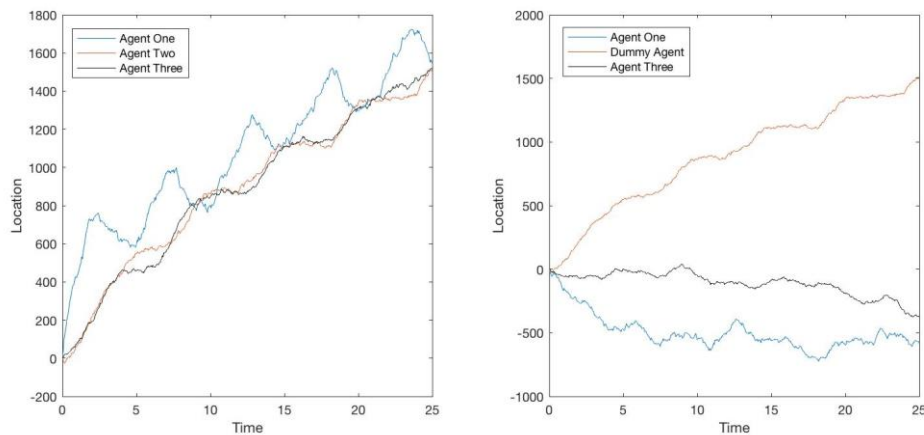 1800
1600
1400
1200
1000
800
600
400
200
0
-200
0 5 10 15 20 25
Time
Location
Agent One
Agent Two
Agent Three
2000
1500
1000
500
0
-500
-1000
0 5 10 15 20 25
Time
Location
Agent One
Dummy Agent
Agent Three